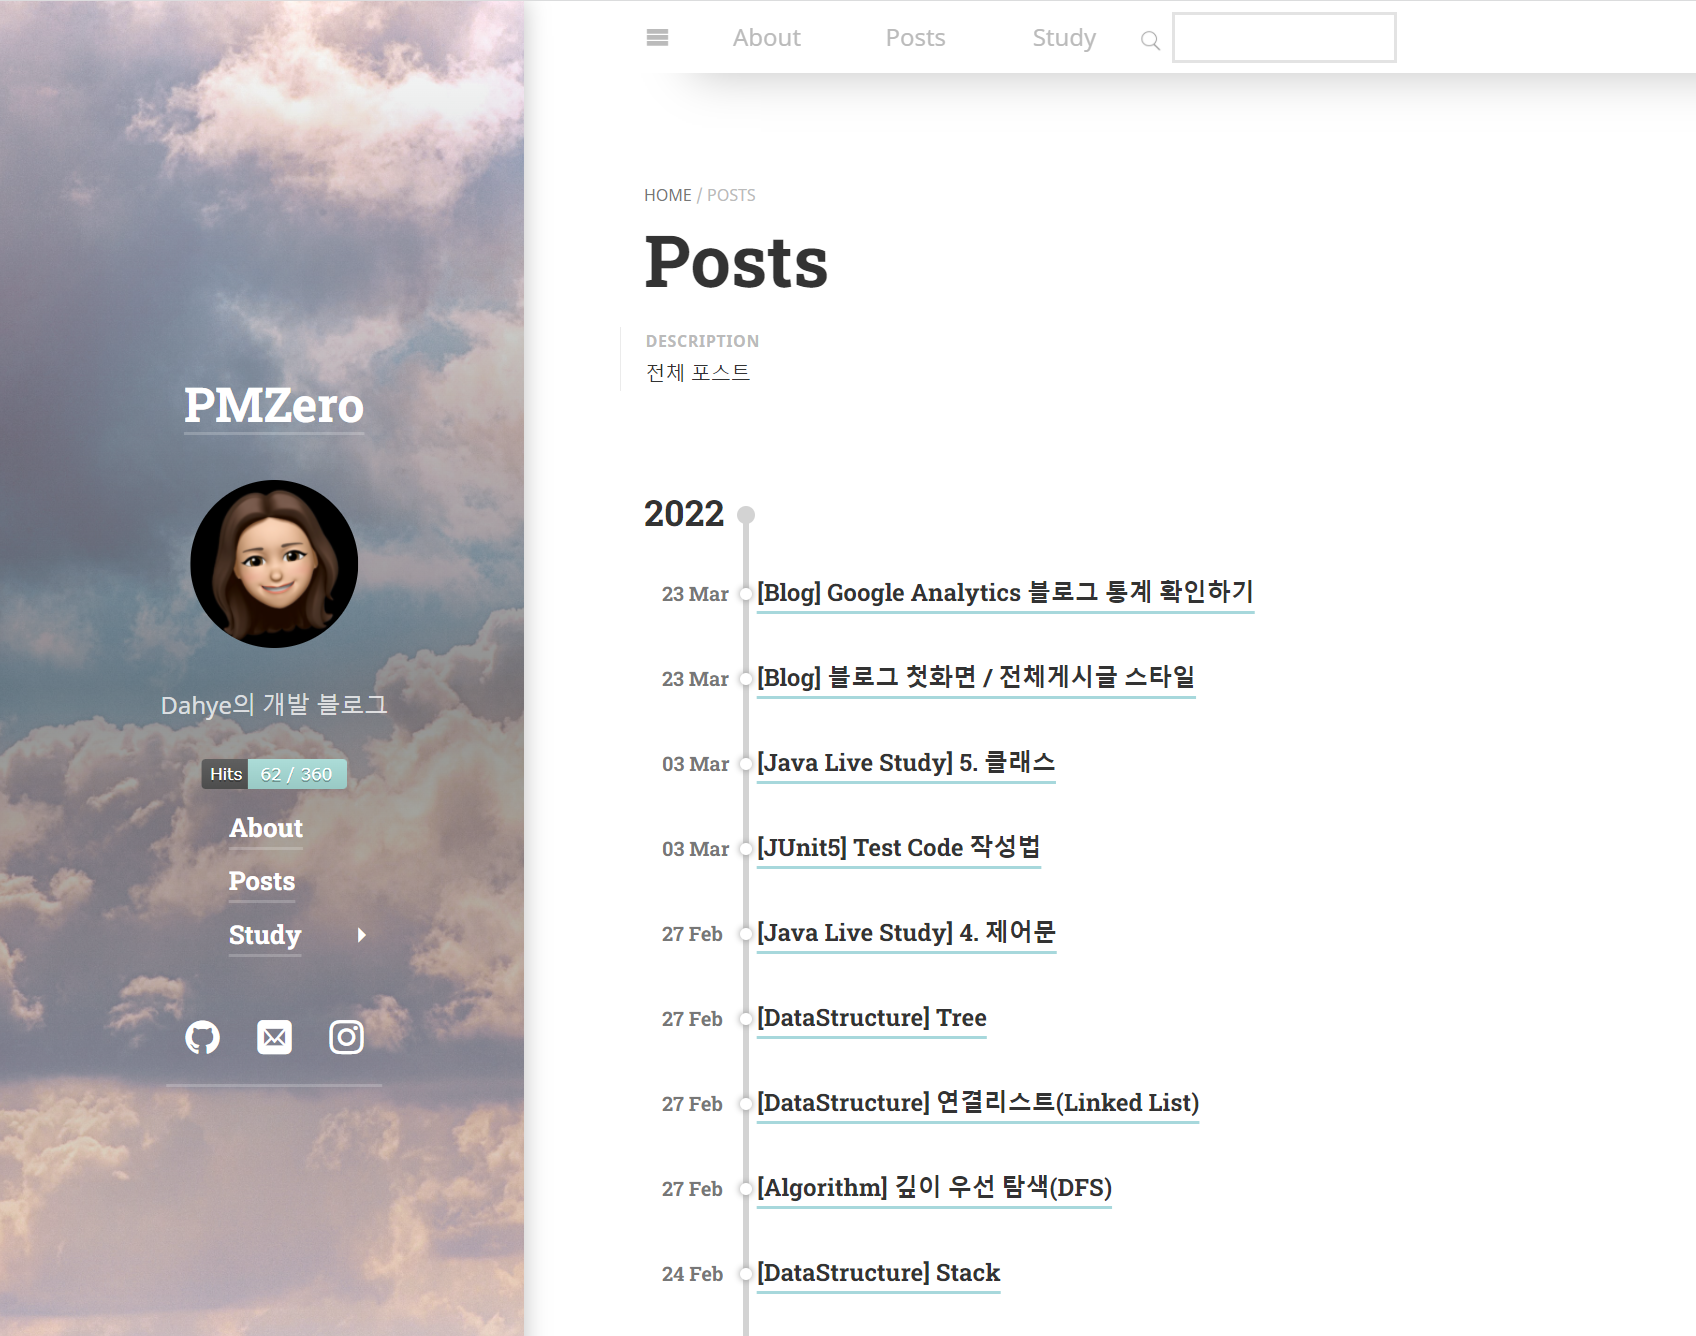 PMZero
Dahye의 개발 블로그
Hits 62 / 360
About
Posts
Study
About Posts Study
HOME / POSTS
Posts
DESCRIPTION
전체 포스트
2022
23 Mar [Blog] Google Analytics 블로그 통계 확인하기
23 Mar [Blog] 블로그 첫화면 / 전체게시글 스타일
03 Mar [Java Live Study] 5. 클래스
03 Mar [JUnit5] Test Code 작성법
27 Feb [Java Live Study] 4. 제어문
27 Feb [DataStructure] Tree
27 Feb [DataStructure] 연결리스트(Linked List)
27 Feb [Algorithm] 깊이 우선 탐색(DFS)
24 Feb [DataStructure] Stack